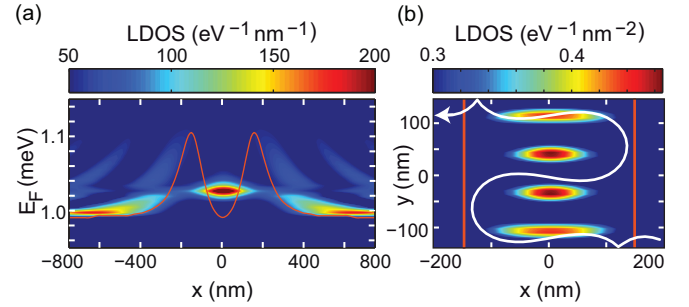 (a) (b)
LDOS (eV⁻¹ nm⁻¹) LDOS (eV⁻¹ nm⁻²)
50 100 150 200 0.3 0.4
1.1
1.0
E_F (meV)
−800 −400 0 400 800
x (nm)
100
50
0
−50
−100
y (nm)
−200 −100 0 100 200
x (nm)